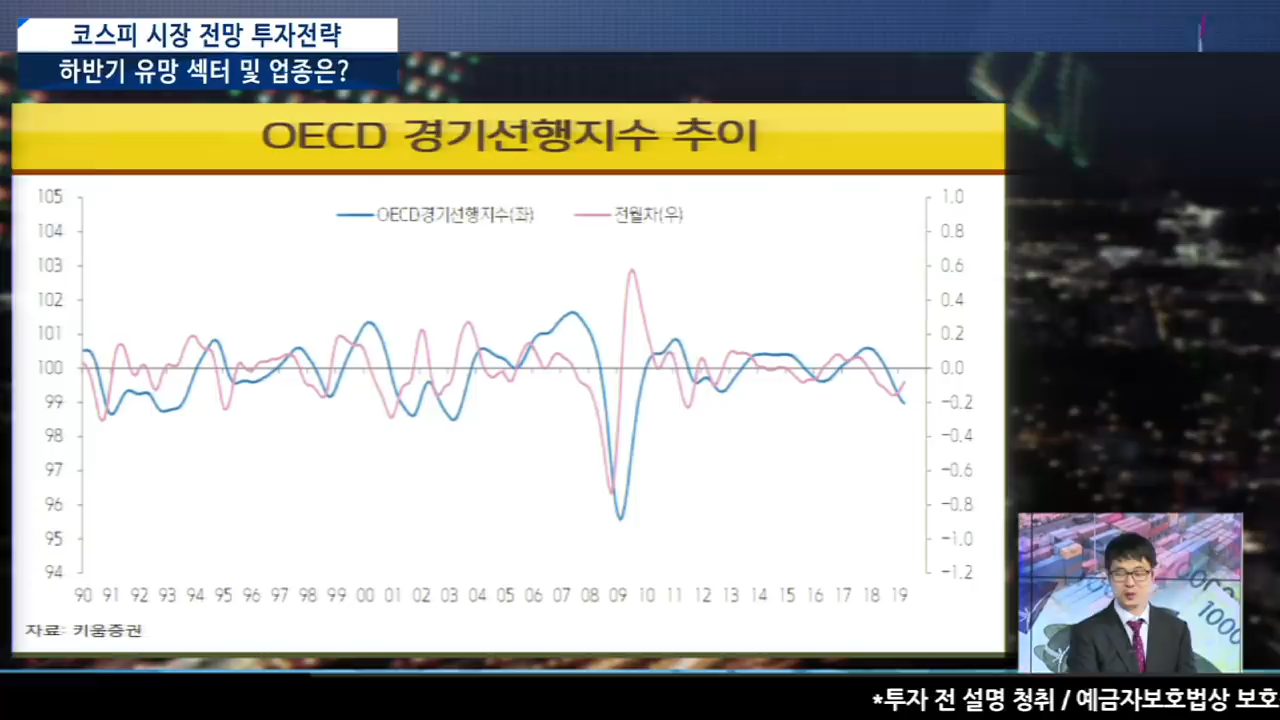 코스피 시장 전망 투자전략
하반기 유망 섹터 및 업종은?
OECD 경기선행지수 추이
OECD경기선행지수(좌) 전월차(우)
105 1.0
104 0.8
103 0.6
102 0.4
101 0.2
100 0.0
99 -0.2
98 -0.4
97 -0.6
96 -0.8
95 -1.0
94 -1.2
90 91 92 93 94 95 96 97 98 99 00 01 02 03 04 05 06 07 08 09 10 11 12 13 14 15 16 17 18 19
자료: 키움증권
1000
*투자 전 설명 청취 / 예금자보호법상 보호